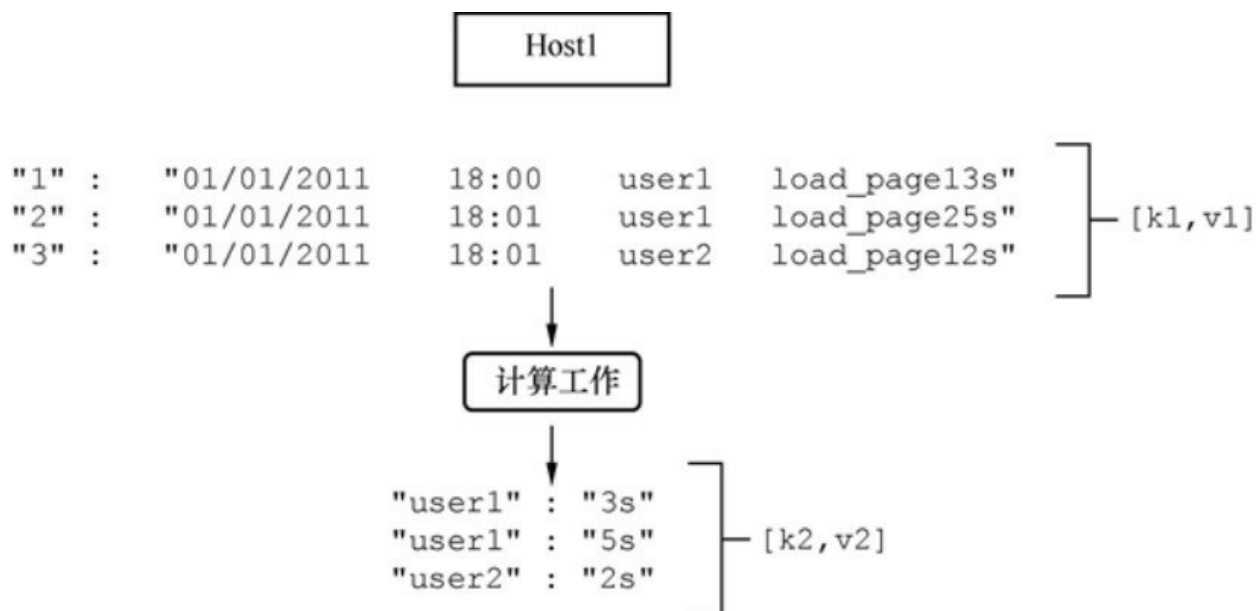 Host1
"1" : "01/01/2011 18:00 user1 load_page13s"
"2" : "01/01/2011 18:01 user1 load_page25s"
"3" : "01/01/2011 18:01 user2 load_page12s"
[k1,v1]
计算工作
"user1" : "3s"
"user1" : "5s"
"user2" : "2s"
[k2,v2]